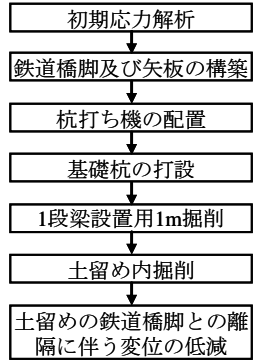 初期応力解析
鉄道橋脚及び矢板の構築
杭打ち機の配置
基礎杭の打設
1段梁設置用1m掘削
土留め内掘削
土留めの鉄道橋脚との離
隔に伴う変位の低減